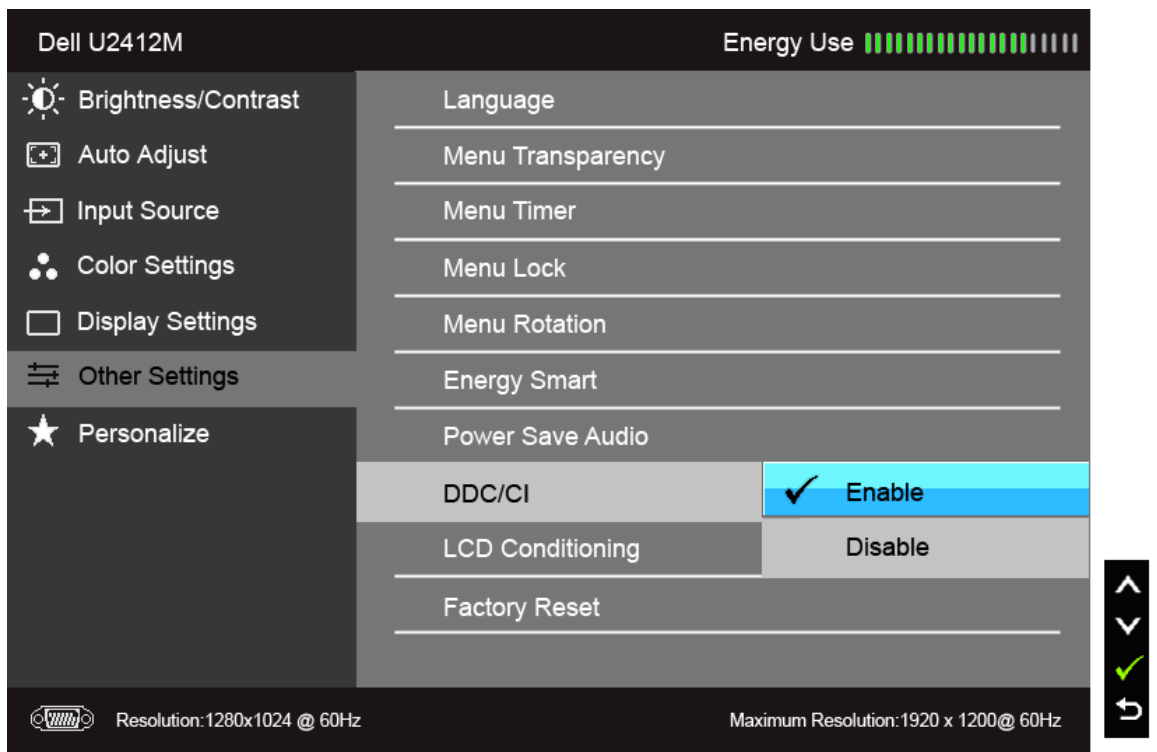 Dell U2412M
Energy Use
Brightness/Contrast
Auto Adjust
Input Source
Color Settings
Display Settings
Other Settings
Personalize
Language
Menu Transparency
Menu Timer
Menu Lock
Menu Rotation
Energy Smart
Power Save Audio
DDC/CI
Enable
Disable
LCD Conditioning
Factory Reset
Resolution:1280x1024 @ 60Hz
Maximum Resolution:1920 x 1200@ 60Hz